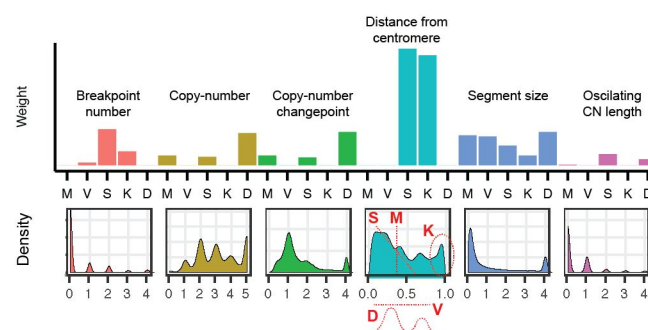 Distance from
centromere
Breakpoint
number
Copy-number
Copy-number
changepoint
Segment size
Oscilating
CN length
Weight
M V S K D M V S K D M V S K D M V S K D M V S K D M V S K D
Density
S M K
0 1 2 3 4 0 1 2 3 4 5 0 1 2 3 4 0.0 0.5 1.0 0 1 2 3 4 0 1 2 3 4
D V